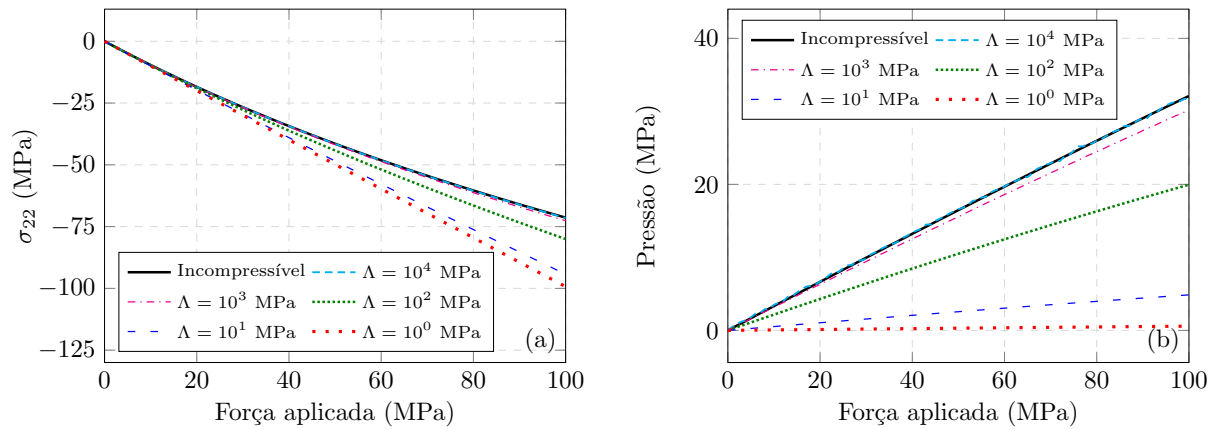 0
−25
−50
−75
−100
−125
σ22 (MPa)
Incompressível
Λ = 10^4 MPa
Λ = 10^3 MPa
Λ = 10^2 MPa
Λ = 10^1 MPa
Λ = 10^0 MPa
(a)
0 20 40 60 80 100
Força aplicada (MPa)
40
20
0
Pressão (MPa)
Incompressível
Λ = 10^4 MPa
Λ = 10^3 MPa
Λ = 10^2 MPa
Λ = 10^1 MPa
Λ = 10^0 MPa
(b)
0 20 40 60 80 100
Força aplicada (MPa)